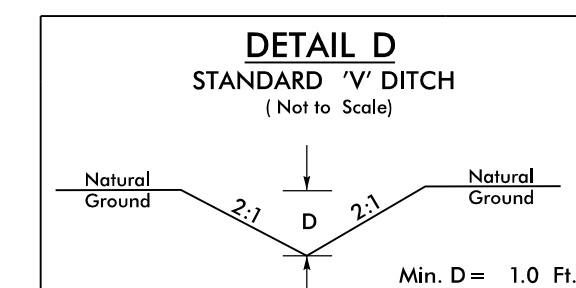 DETAIL D
STANDARD 'V' DITCH
( Not to Scale)
Natural
Ground
2:1
D
2:1
Natural
Ground
Min. D = 1.0 Ft.